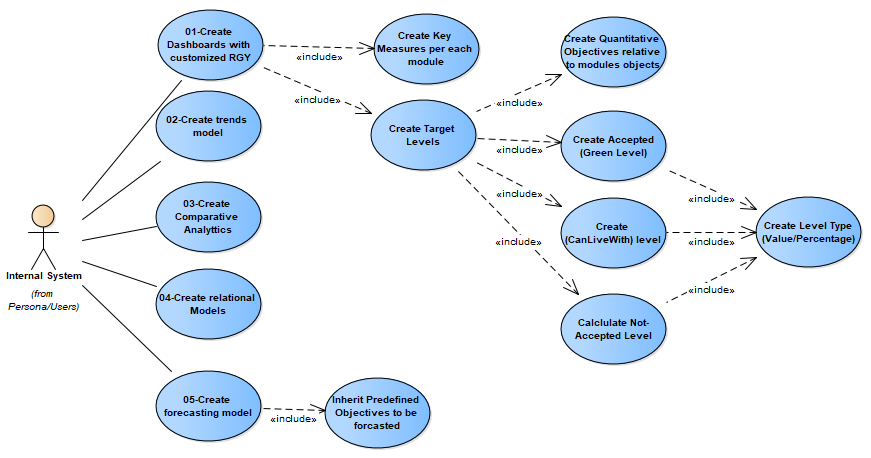 01-Create
Dashboards with
customized RGY
«include»
Create Key
Measures per each
module
«include»
Create Target
Levels
«include»
Create Quantitative
Objectives relative
to modules objects
«include»
Create Accepted
(Green Level)
«include»
Create
(CanLiveWith) level
«include»
Calclulate Not-
Accepted Level
«include»
«include»
«include»
Create Level Type
(Value/Percentage)
02-Create trends
model
03-Create
Comparative
Analyttics
04-Create relational
Models
05-Create
forecasting model
«include»
Inherit Predefined
Objectives to be
forcasted
Internal System
(from
Persona/Users)